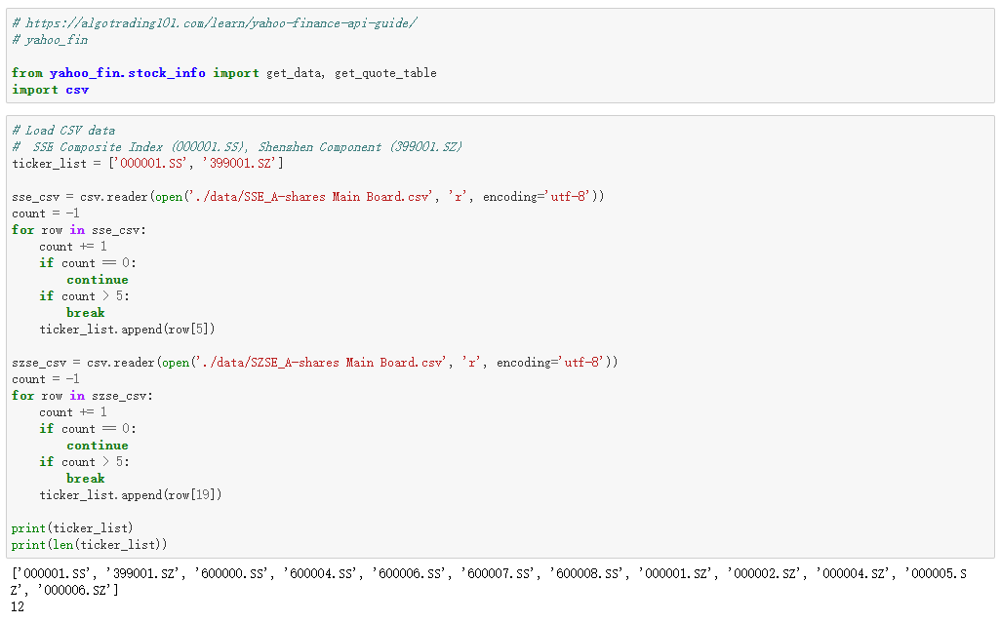 # https://algotrading101.com/learn/yahoo-finance-api-guide/
# yahoo_fin

from yahoo_fin.stock_info import get_data, get_quote_table
import csv

# Load CSV data
#  SSE Composite Index (000001.SS), Shenzhen Component (399001.SZ)
ticker_list = ['000001.SS', '399001.SZ']

sse_csv = csv.reader(open('./data/SSE_A-shares Main Board.csv', 'r', encoding='utf-8'))
count = -1
for row in sse_csv:
    count += 1
    if count == 0:
        continue
    if count > 5:
        break
    ticker_list.append(row[5])

szse_csv = csv.reader(open('./data/SZSE_A-shares Main Board.csv', 'r', encoding='utf-8'))
count = -1
for row in szse_csv:
    count += 1
    if count == 0:
        continue
    if count > 5:
        break
    ticker_list.append(row[19])

print(ticker_list)
print(len(ticker_list))
['000001.SS', '399001.SZ', '600000.SS', '600004.SS', '600006.SS', '600007.SS', '600008.SS', '000001.SZ', '000002.SZ', '000004.SZ', '000005.S
Z', '000006.SZ']
12